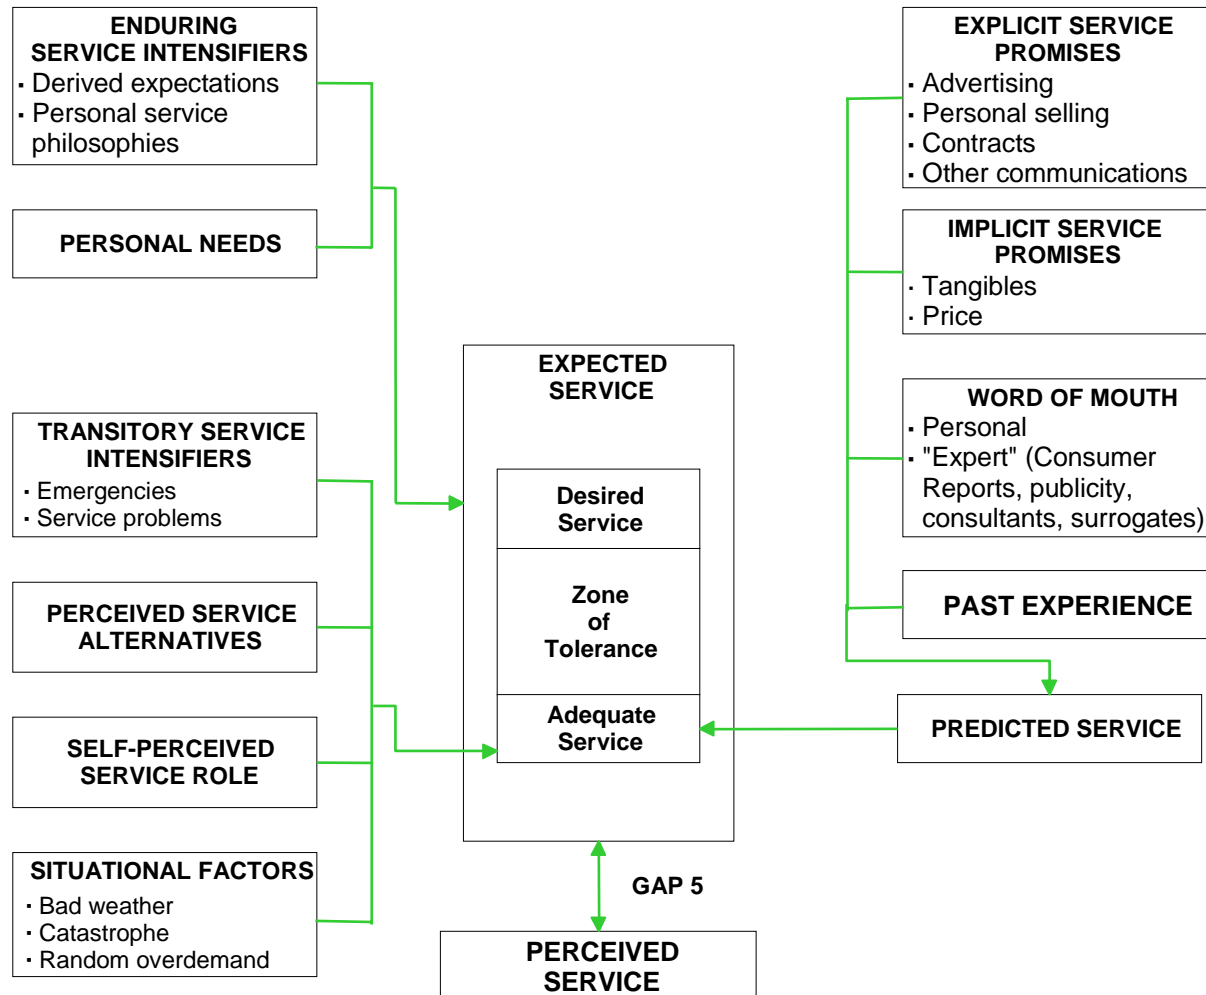 ENDURING
SERVICE INTENSIFIERS
· Derived expectations
· Personal service
philosophies
PERSONAL NEEDS
TRANSITORY SERVICE
INTENSIFIERS
· Emergencies
· Service problems
PERCEIVED SERVICE
ALTERNATIVES
SELF-PERCEIVED
SERVICE ROLE
SITUATIONAL FACTORS
· Bad weather
· Catastrophe
· Random overdemand
EXPECTED
SERVICE
Desired
Service
Zone
of
Tolerance
Adequate
Service
GAP 5
PERCEIVED
SERVICE
EXPLICIT SERVICE
PROMISES
· Advertising
· Personal selling
· Contracts
· Other communications
IMPLICIT SERVICE
PROMISES
· Tangibles
· Price
WORD OF MOUTH
· Personal
· "Expert" (Consumer
Reports, publicity,
consultants, surrogates)
PAST EXPERIENCE
PREDICTED SERVICE